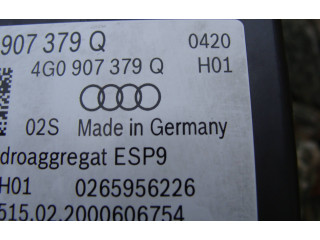 907 379 Q 0420
4G0 907 379 Q H01
02S Made in Germany
droaggregat ESP9
H01 0265956226
515.02.2000606754